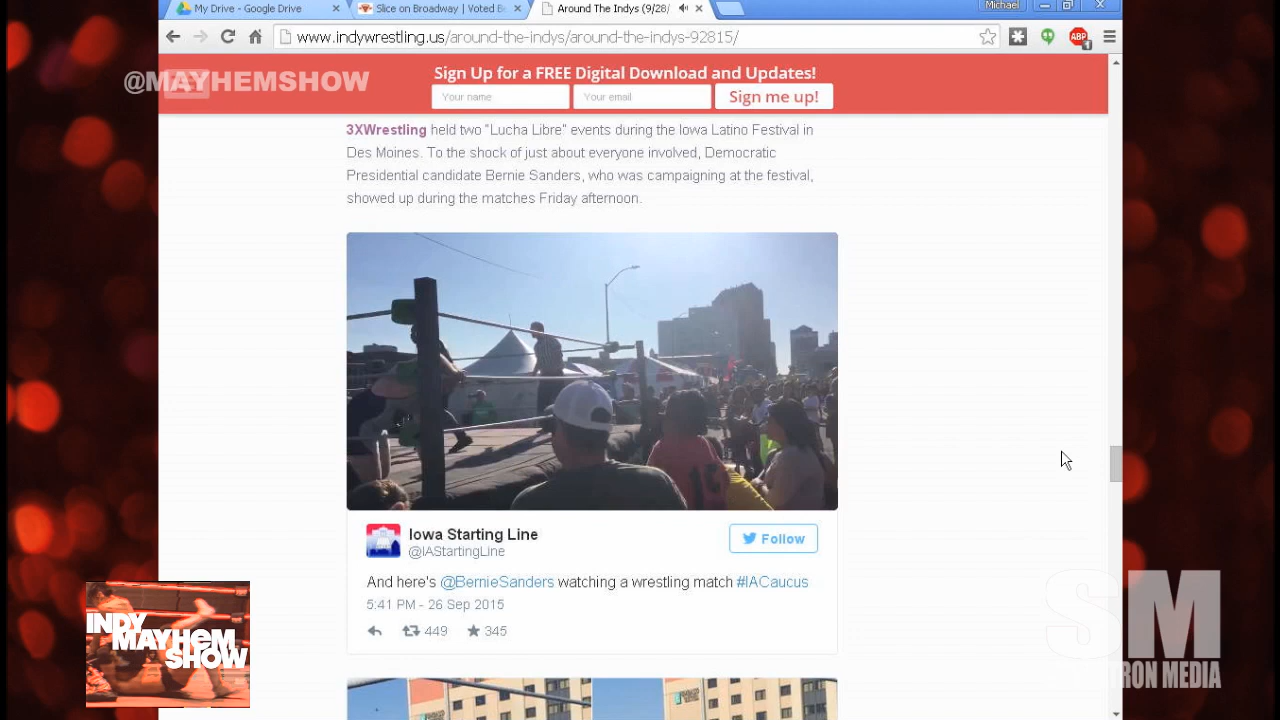 My Drive - Google Drive
Slice on Broadway | Voted Be
Around The Indys (9/28/
Michael
www.indywrestling.us/around-the-indys/around-the-indys-92815/
ABP
1
@MAYHEMSHOW
Sign Up for a FREE Digital Download and Updates!
Your name
Your email
Sign me up!
3XWrestling held two "Lucha Libre" events during the Iowa Latino Festival in
Des Moines. To the shock of just about everyone involved, Democratic
Presidential candidate Bernie Sanders, who was campaigning at the festival,
showed up during the matches Friday afternoon.
Iowa Starting Line
@IAStartingLine
Follow
And here's @BernieSanders watching a wrestling match #IACaucus
5:41 PM - 26 Sep 2015
449
345
INDY
MAYHEM
SHOW
SM
TRON MEDIA